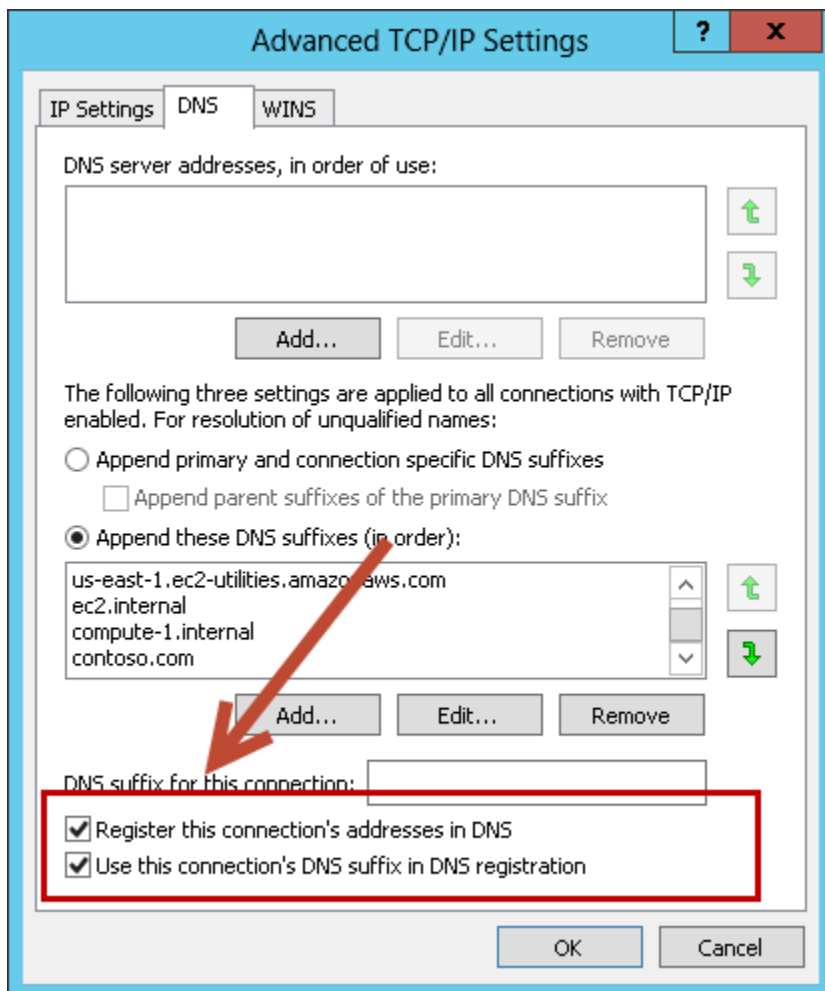 Advanced TCP/IP Settings
?
x
IP Settings
DNS
WINS
DNS server addresses, in order of use:
Add...
Edit...
Remove
The following three settings are applied to all connections with TCP/IP
enabled. For resolution of unqualified names:
Append primary and connection specific DNS suffixes
Append parent suffixes of the primary DNS suffix
Append these DNS suffixes (in order):
us-east-1.ec2-utilities.amazonaws.com
ec2.internal
compute-1.internal
contoso.com
Add...
Edit...
Remove
DNS suffix for this connection:
Register this connection's addresses in DNS
Use this connection's DNS suffix in DNS registration
OK
Cancel